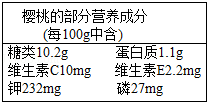 樱桃的部分营养成分
(每100g中含)
糖类10.2g 蛋白质1.1g
维生素C10mg 维生素E2.2mg
钾232mg 磷27mg